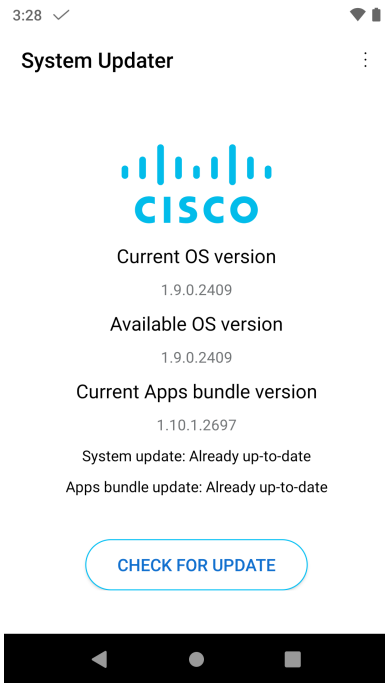 3:28
System Updater
CISCO
Current OS version
1.9.0.2409
Available OS version
1.9.0.2409
Current Apps bundle version
1.10.1.2697
System update: Already up-to-date
Apps bundle update: Already up-to-date
CHECK FOR UPDATE